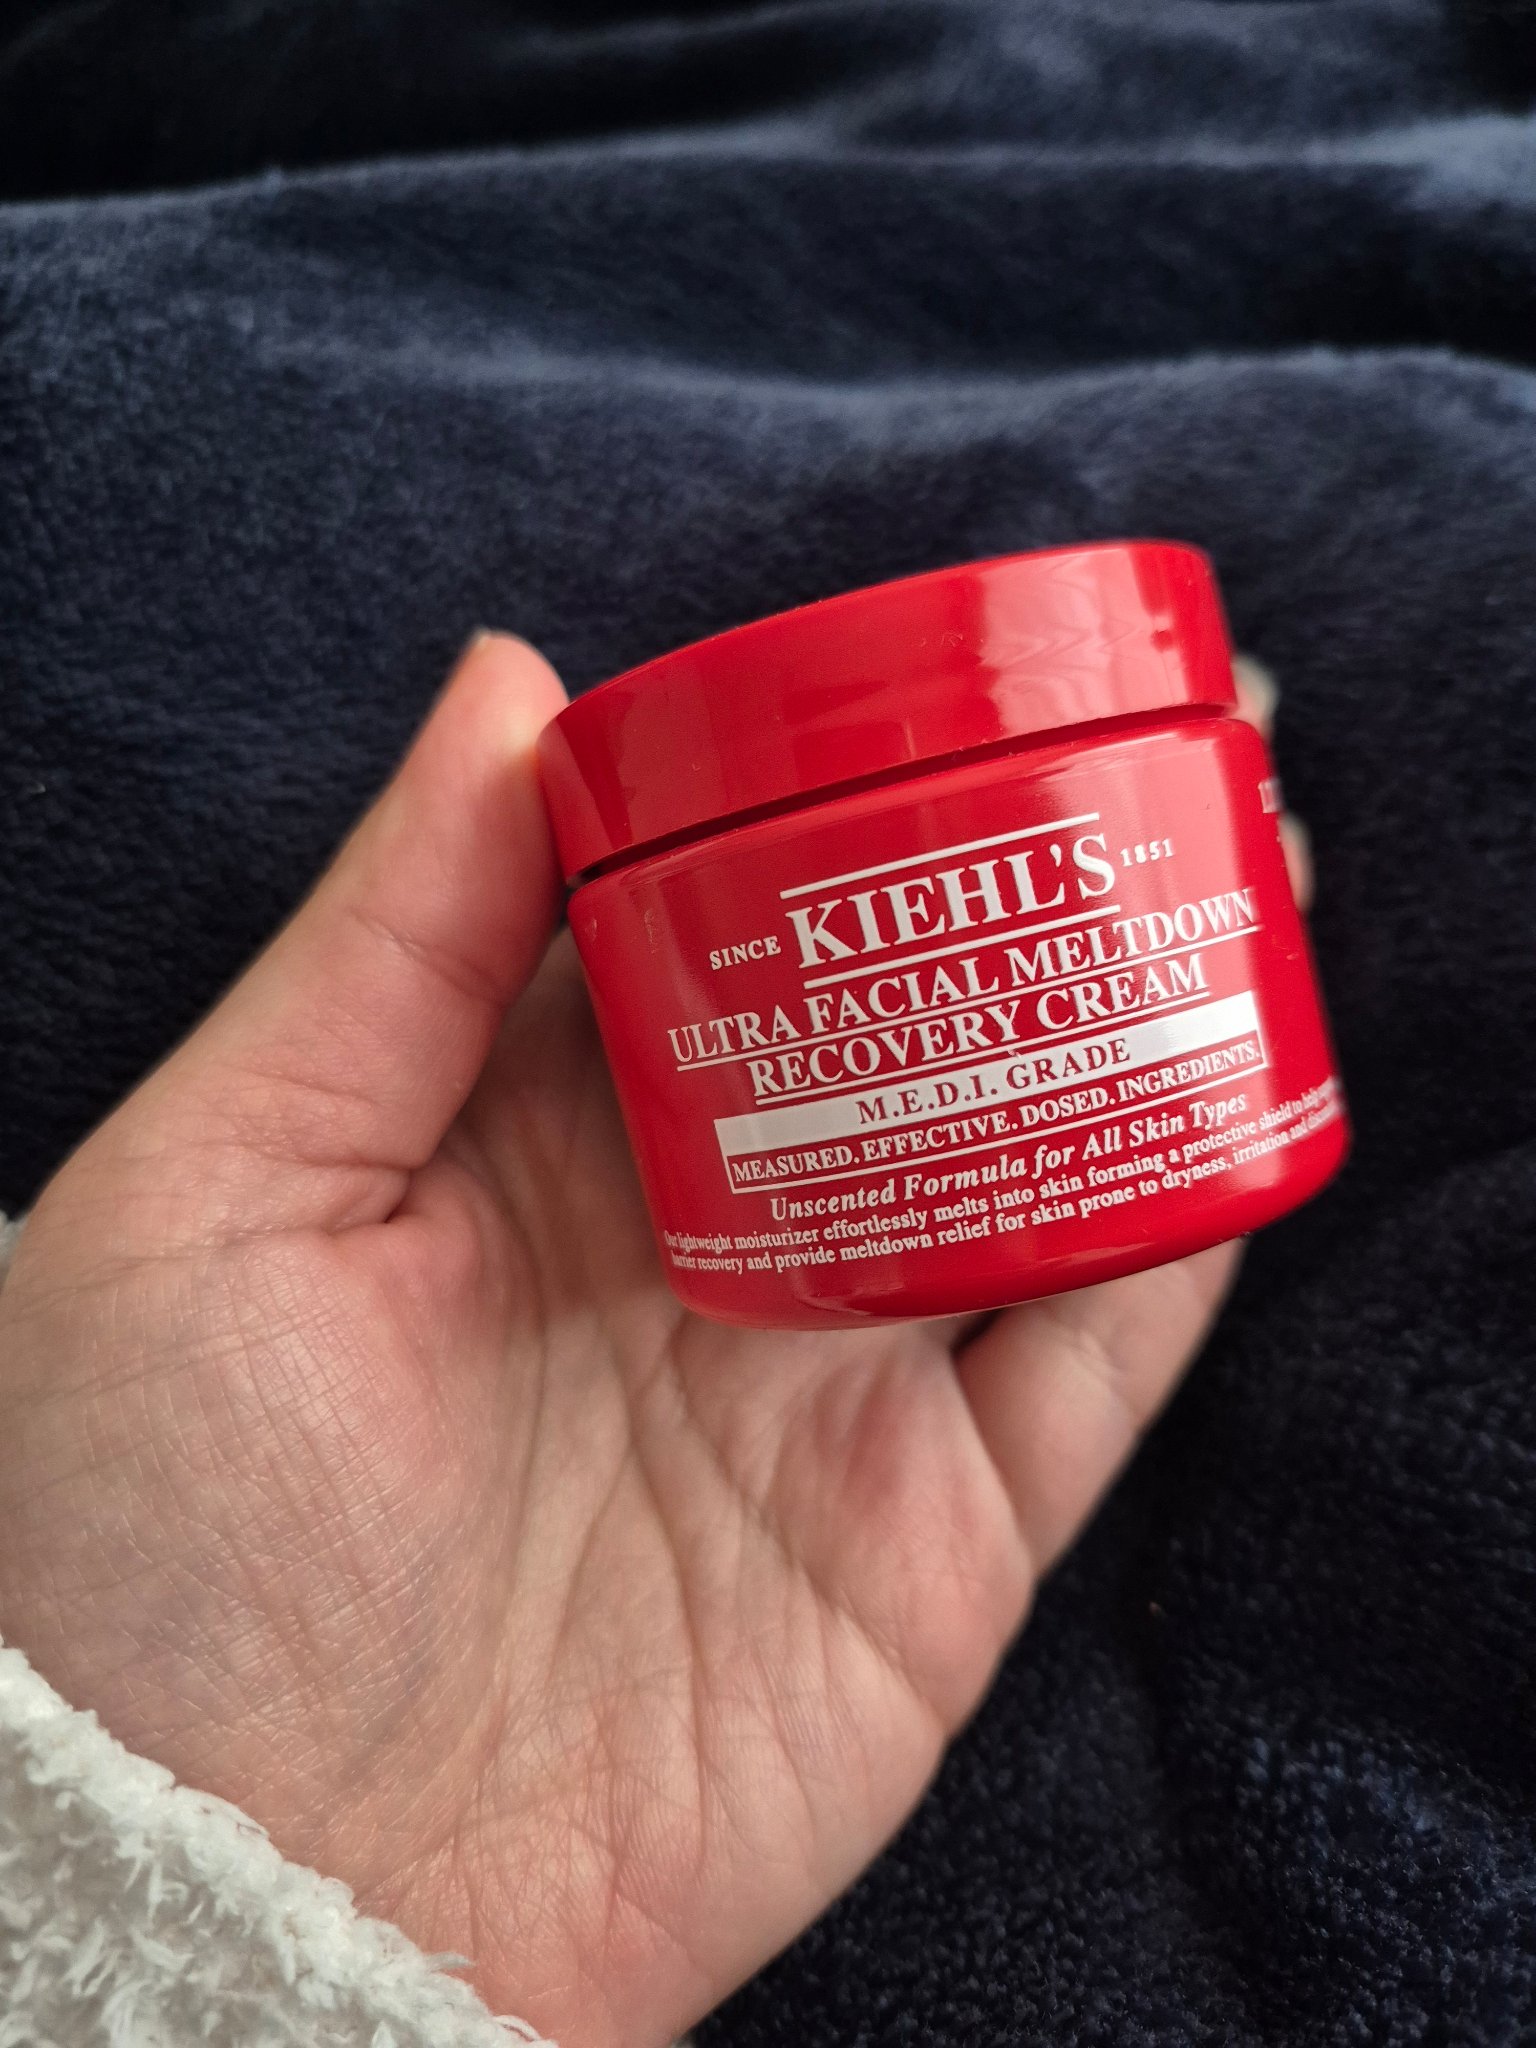 KIEHL'S
SINCE 1851
ULTRA FACIAL MELTDOWN
RECOVERY CREAM
M.E.D.I. GRADE
MEASURED. EFFECTIVE. DOSED. INGREDIENTS.
Unscented Formula for All Skin Types
Our lightweight moisturizer effortlessly melts into skin forming a protective shield to help
barrier recovery and provide meltdown relief for skin prone to dryness, irritation and